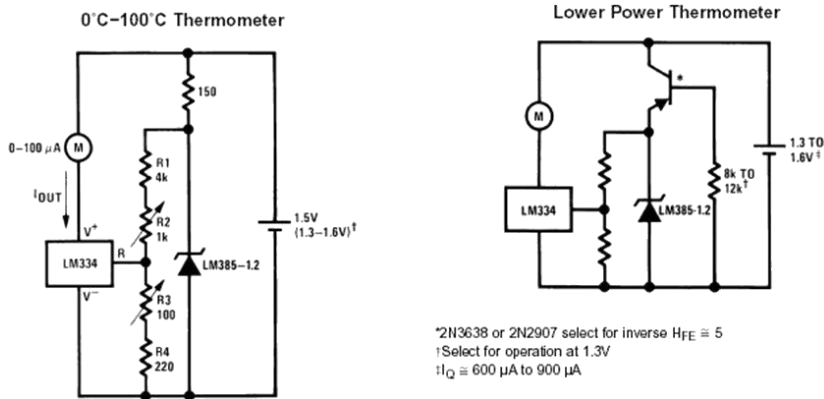 0°C–100°C Thermometer
150
0–100 μA
M
R1
4k
IOUT
R2
1k
V+
R
LM334
V−
LM385–1.2
R3
100
R4
220
1.5V
(1.3–1.6V)†
Lower Power Thermometer
*
M
1.3 TO
1.6V‡
8k TO
12k†
LM334
LM385-1.2
*2N3638 or 2N2907 select for inverse HFE ≅ 5
†Select for operation at 1.3V
‡IQ ≅ 600 μA to 900 μA